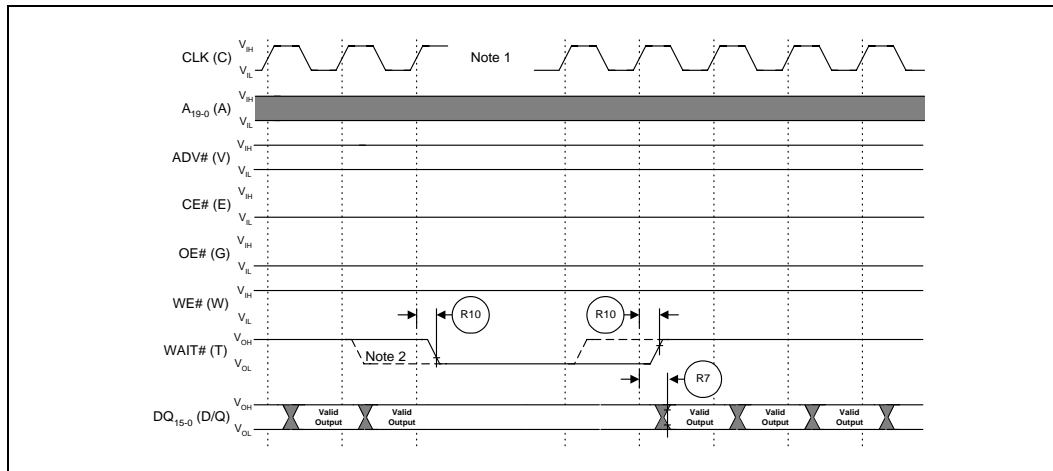 V_IH
CLK (C)
Note 1
V_IL
V_IH
A_19-0 (A)
V_IL
V_IH
ADV# (V)
V_IL
V_IH
CE# (E)
V_IL
V_IH
OE# (G)
V_IL
V_IH
WE# (W)
R10
R10
V_IL
V_OH
WAIT# (T)
Note 2
V_OL
R7
V_OH
DQ_15-0 (D/Q)
Valid Output
Valid Output
Valid Output
Valid Output
Valid Output
V_OL